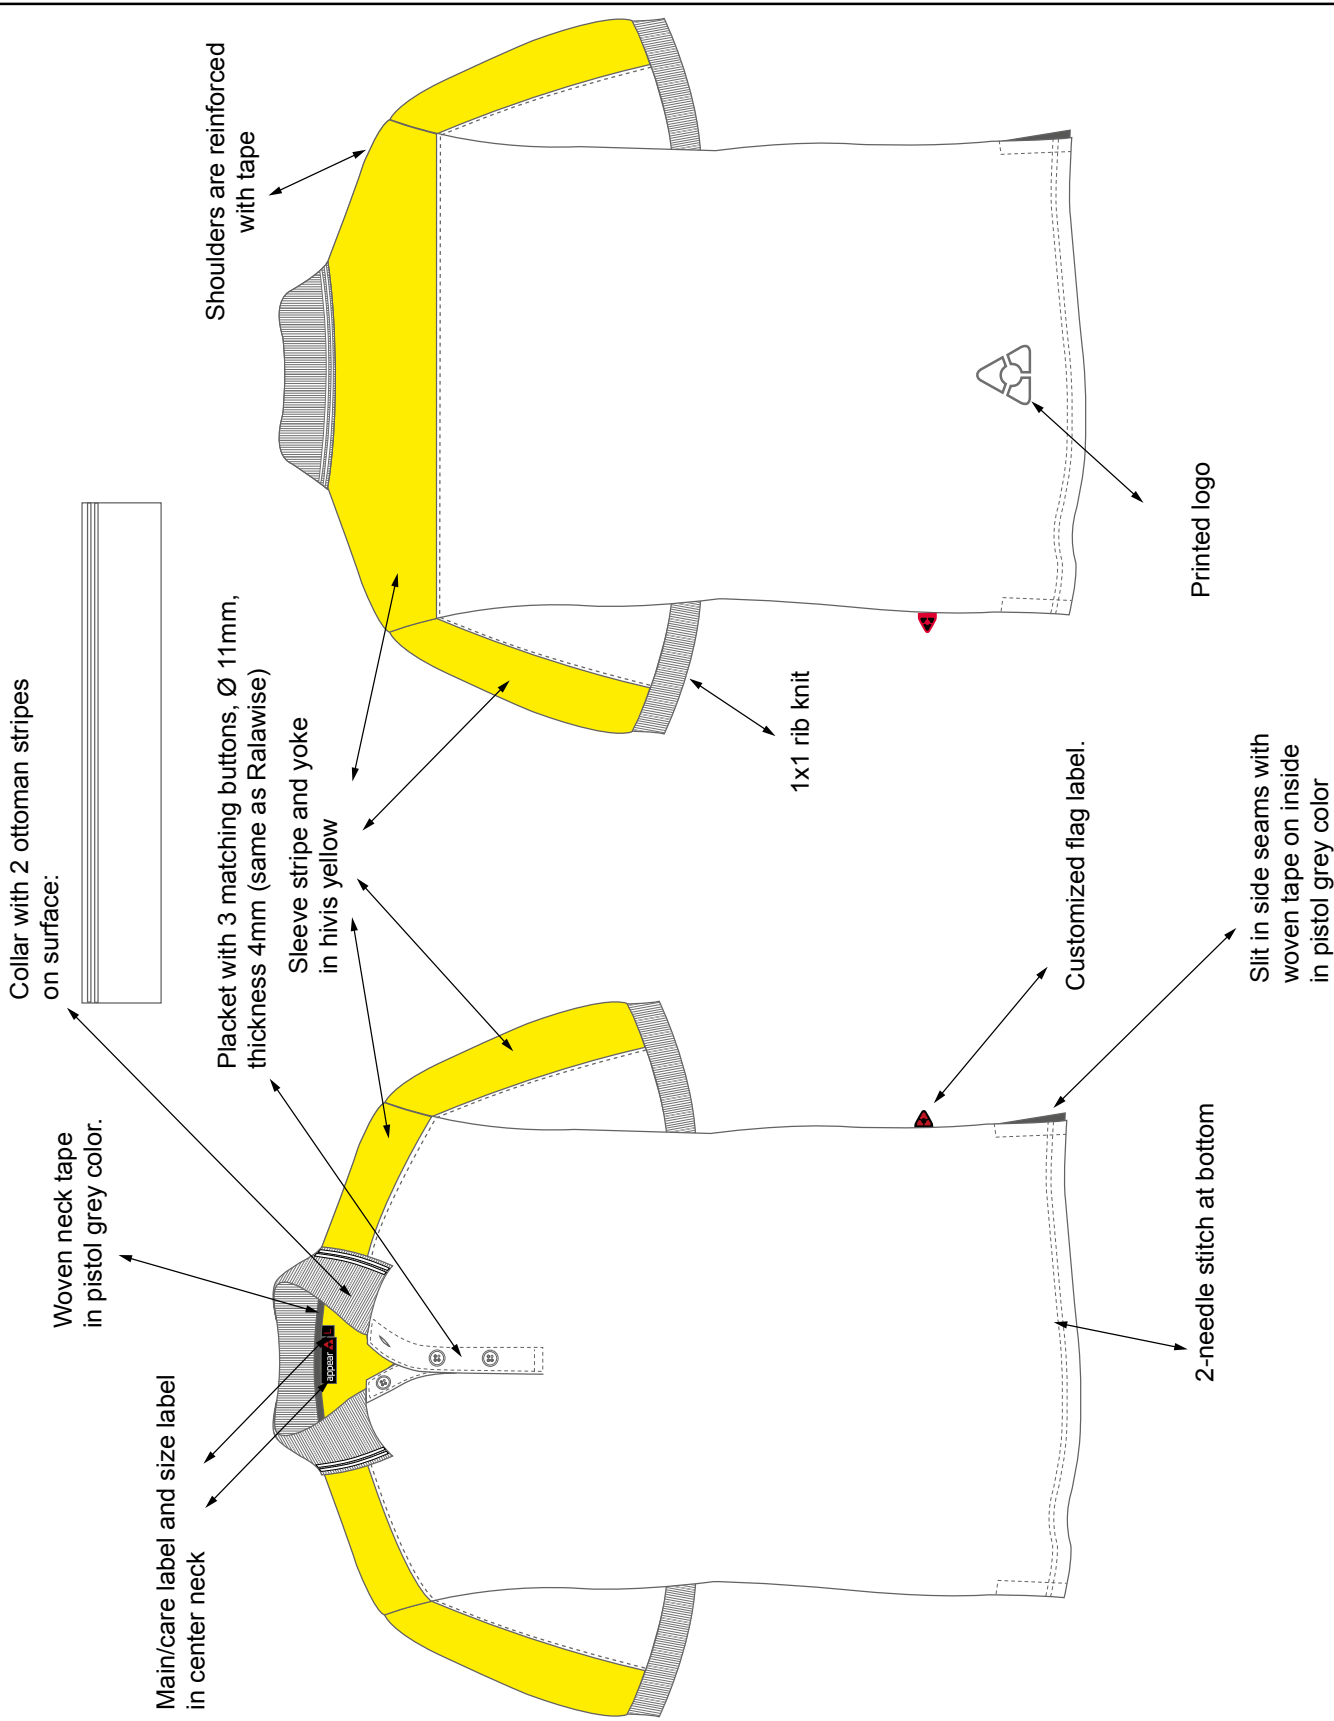 Collar with 2 ottoman stripes
on surface:
Woven neck tape
in pistol grey color.
Main/care label and size label
in center neck
Placket with 3 matching buttons, Ø 11mm,
thickness 4mm (same as Ralawise)
Sleeve stripe and yoke
in hivis yellow
Shoulders are reinforced
with tape
appear
L
1x1 rib knit
Customized flag label.
Printed logo
2-needle stitch at bottom
Slit in side seams with
woven tape on inside
in pistol grey color